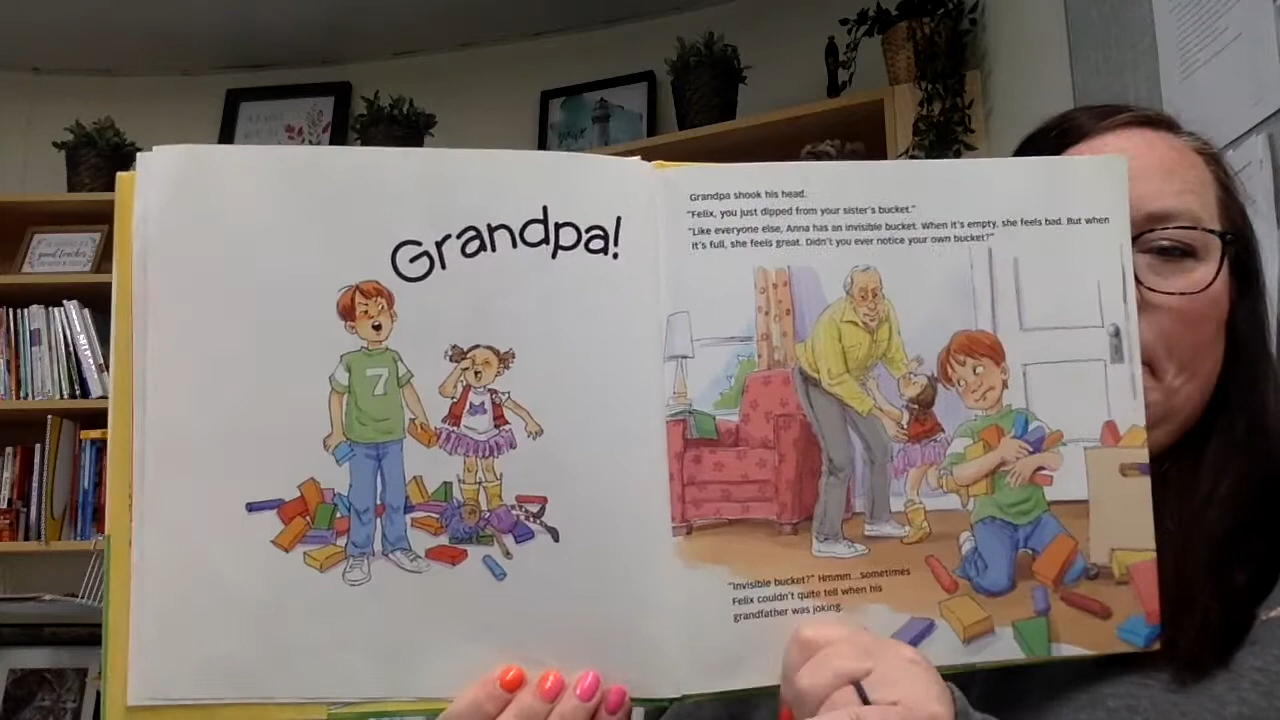 Grandpa!
7
Grandpa shook his head.
"Felix, you just dipped from your sister's bucket."
"Like everyone else, Anna has an invisible bucket. When it's empty, she feels bad. But when
it's full, she feels great. Didn't you ever notice your own bucket?"
"Invisible bucket?" Hmmm...sometimes
Felix couldn't quite tell when his
grandfather was joking.
good teacher